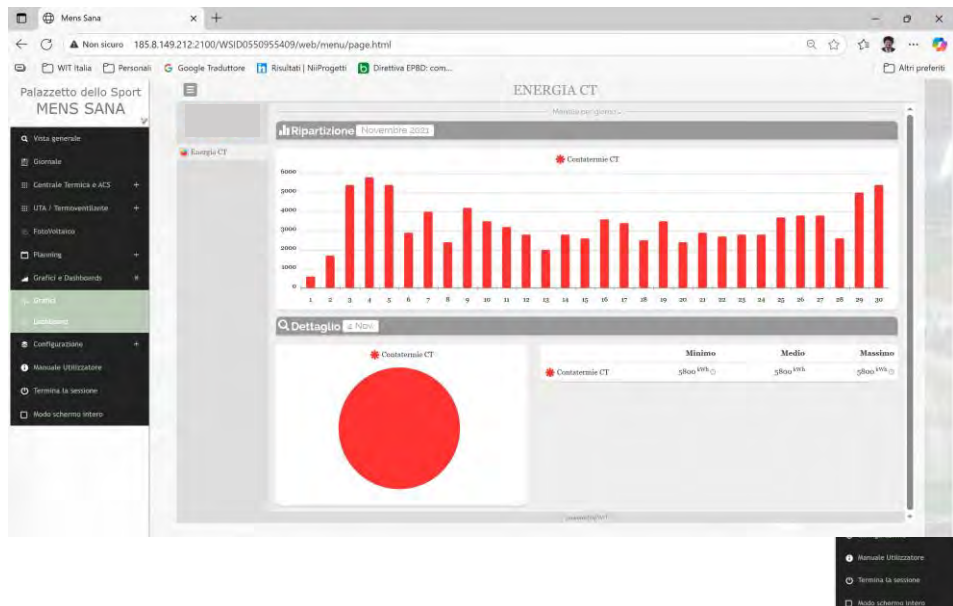 Mens Sana
Non sicuro 185.8.149.212:2100/WSID0550955409/web/menu/page.html
WIT Italia Personali Google Traduttore Risultati | NiiProgetti Direttiva EPBD: com... Altri preferiti
Palazzetto dello Sport
MENS SANA
ENERGIA CT
Vista generale
Giornale
Centrale Termica e ACS +
UTA / Termoventilante +
FotoVoltaica
Planning +
Grafici e Dashboards
Grafici
Dashboard
Configurazione +
Manuale Utilizzatore
Termina la sessione
Modo schermo intero
Energia CT
Ripartizione Novembre 2021
Contatermie CT
6000
5000
4000
3000
2000
1000
0
1 2 3 4 5 6 7 8 9 10 11 12 13 14 15 16 17 18 19 20 21 22 23 24 25 26 27 28 29 30
Dettaglio 4 Nov
Contatermie CT
Minimo Medio Massimo
Contatermie CT 5800 kWh 5800 kWh 5800 kWh
Manuale Utilizzatore
Termina la sessione
Modo schermo intero